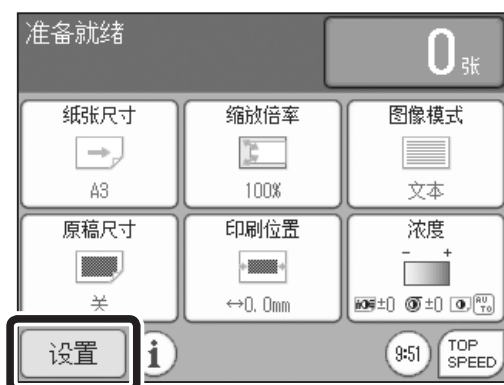 准备就绪
0 张
纸张尺寸 缩放倍率 图像模式
A3 100% 文本
原稿尺寸 印刷位置 浓度
- +
关 ↔0.0mm ±0 ±0 AUTO
设置 i 9:51 TOP SPEED